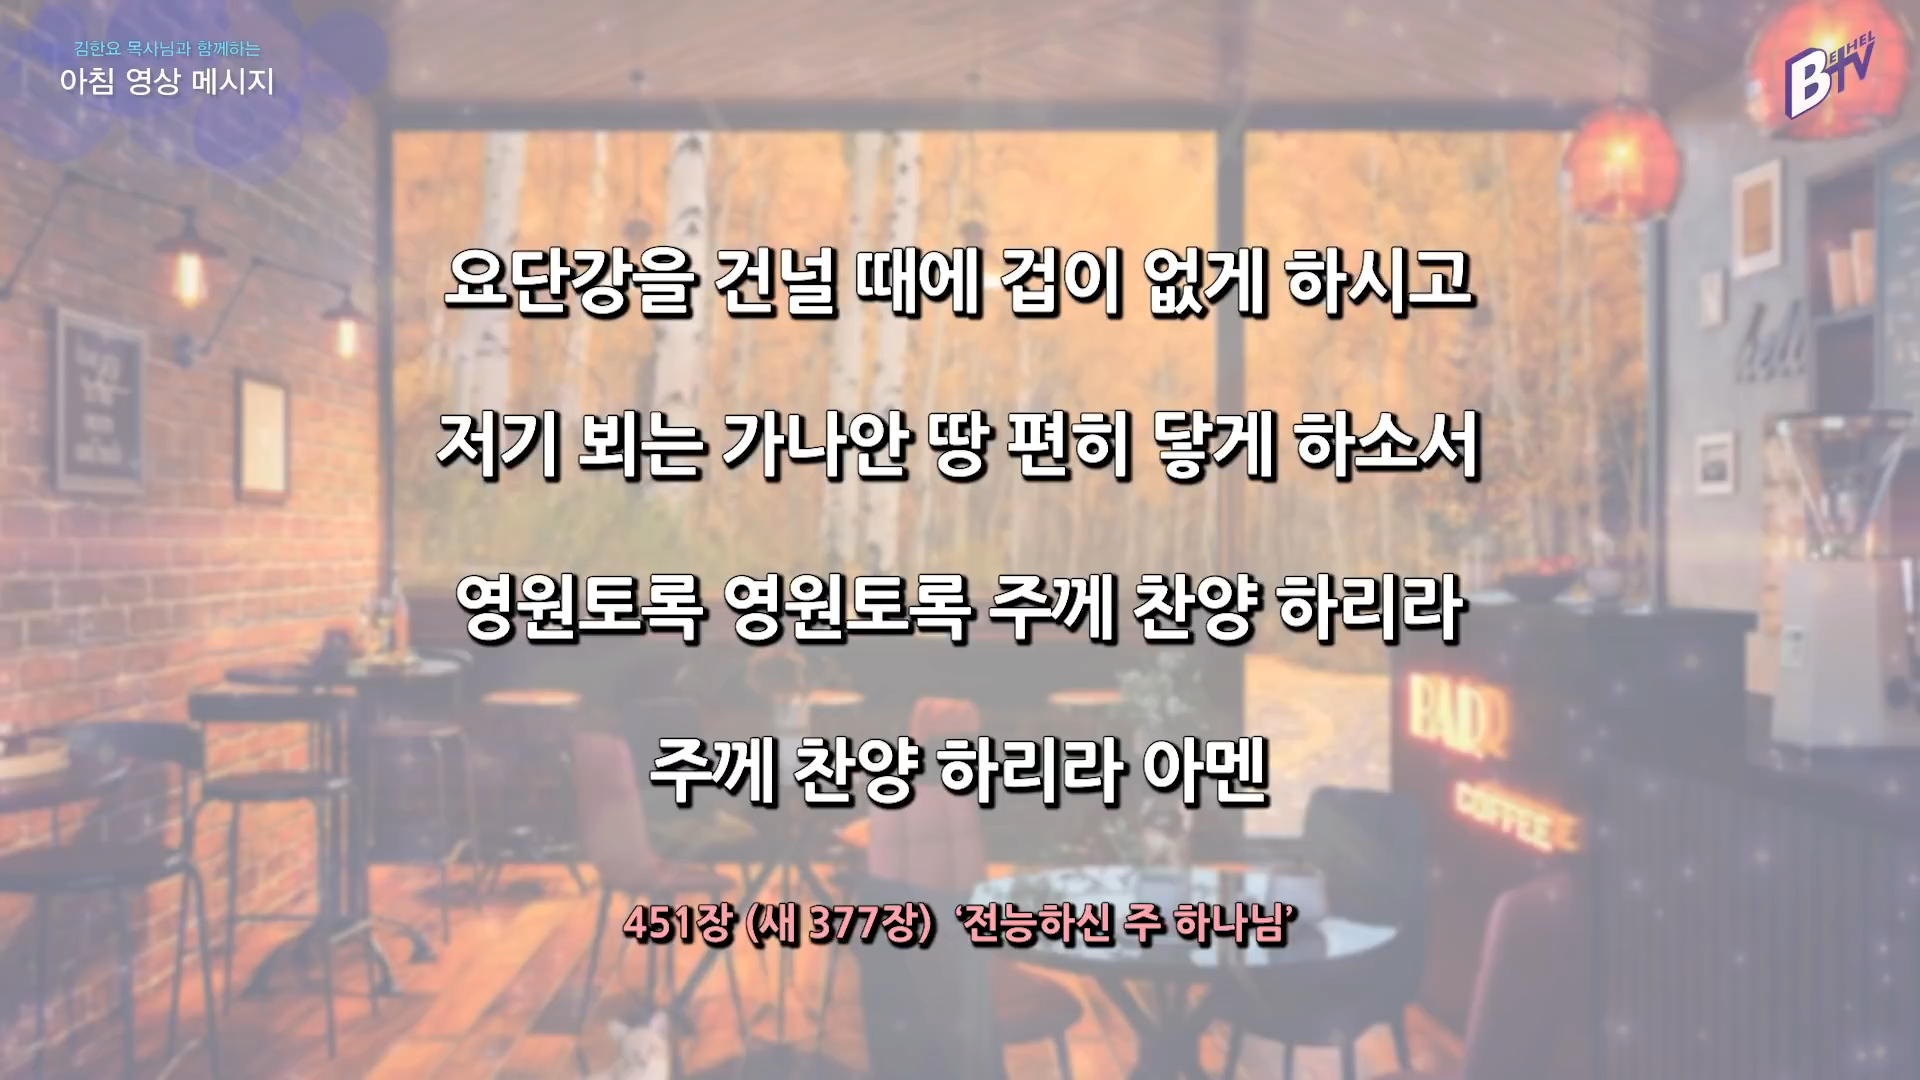 김한요 목사님과 함께하는
아침 영상 메시지
BETHEL TV
요단강을 건널 때에 겁이 없게 하시고
저기 뵈는 가나안 땅 편히 닿게 하소서
영원토록 영원토록 주께 찬양 하리라
주께 찬양 하리라 아멘
451장 (새 377장) ‘전능하신 주 하나님’
COFFEE